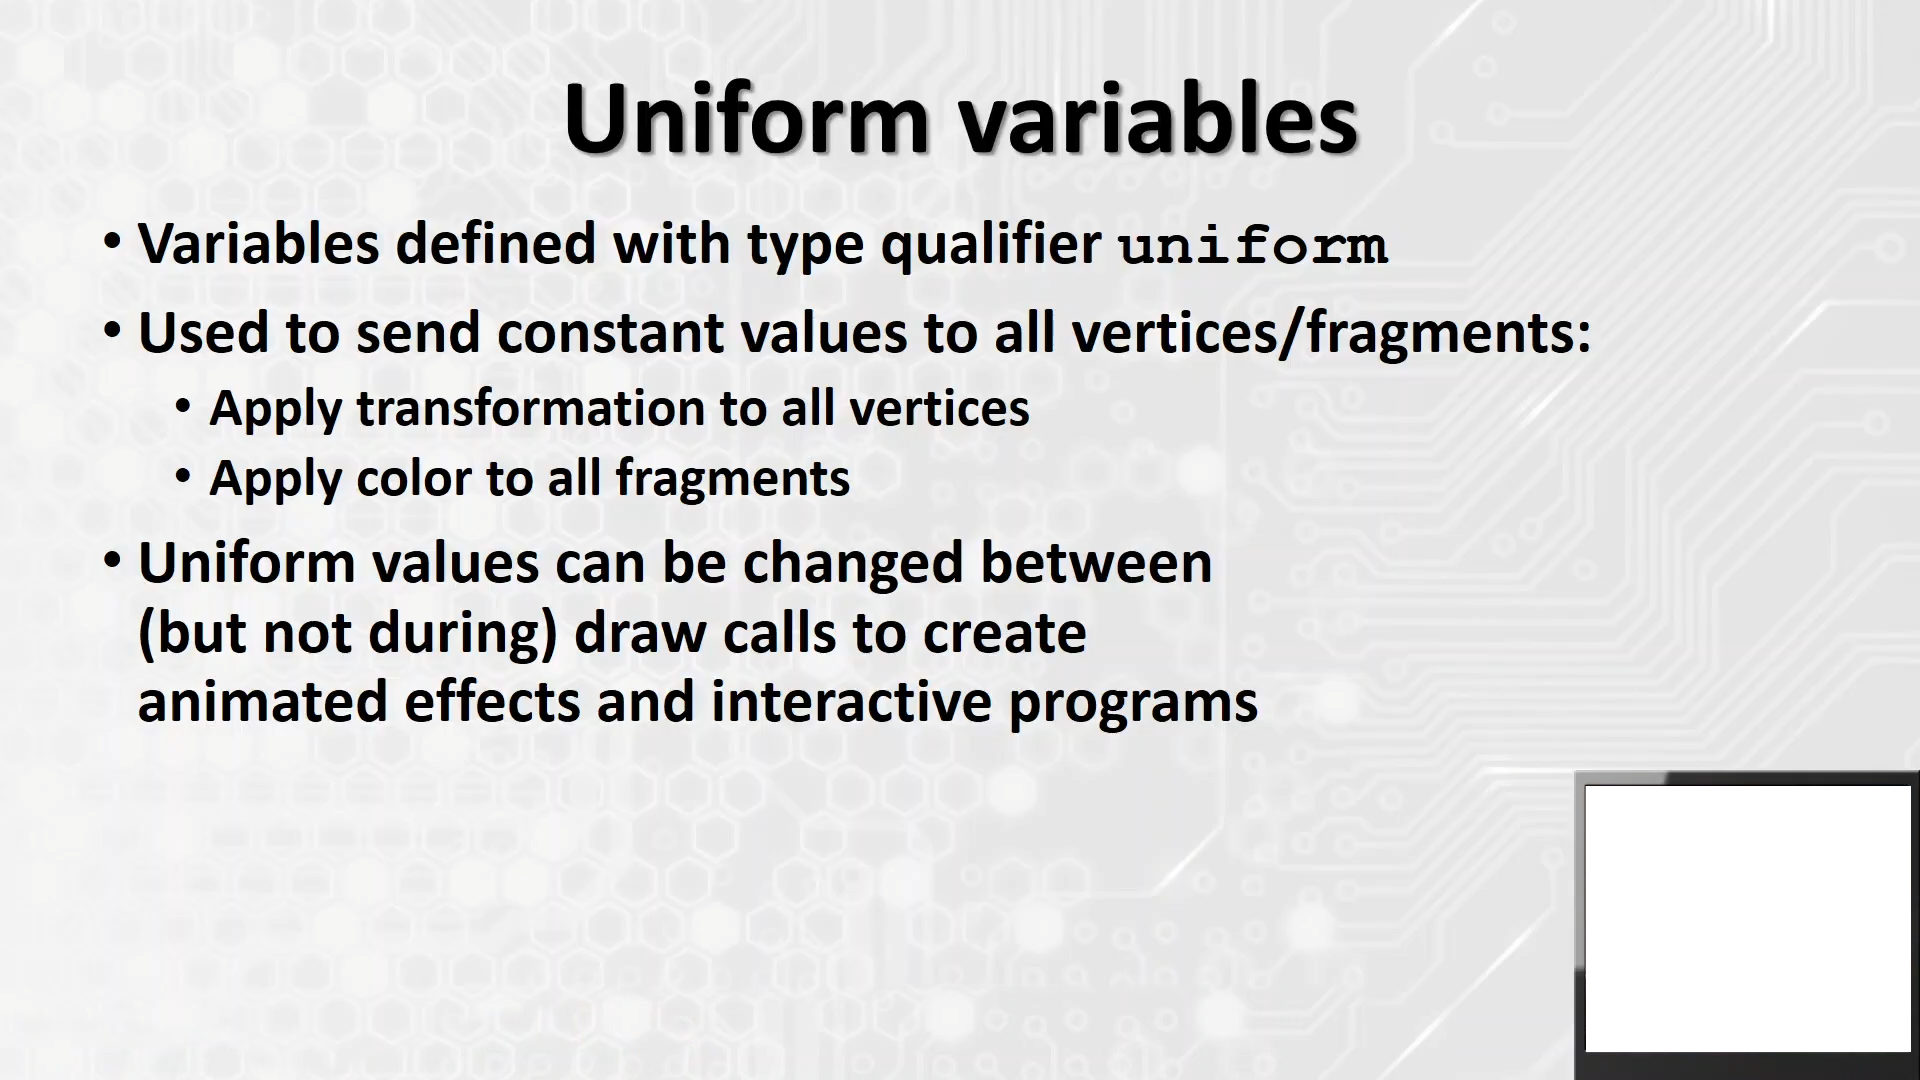 Uniform variables
• Variables defined with type qualifier uniform
• Used to send constant values to all vertices/fragments:
• Apply transformation to all vertices
• Apply color to all fragments
• Uniform values can be changed between
(but not during) draw calls to create
animated effects and interactive programs